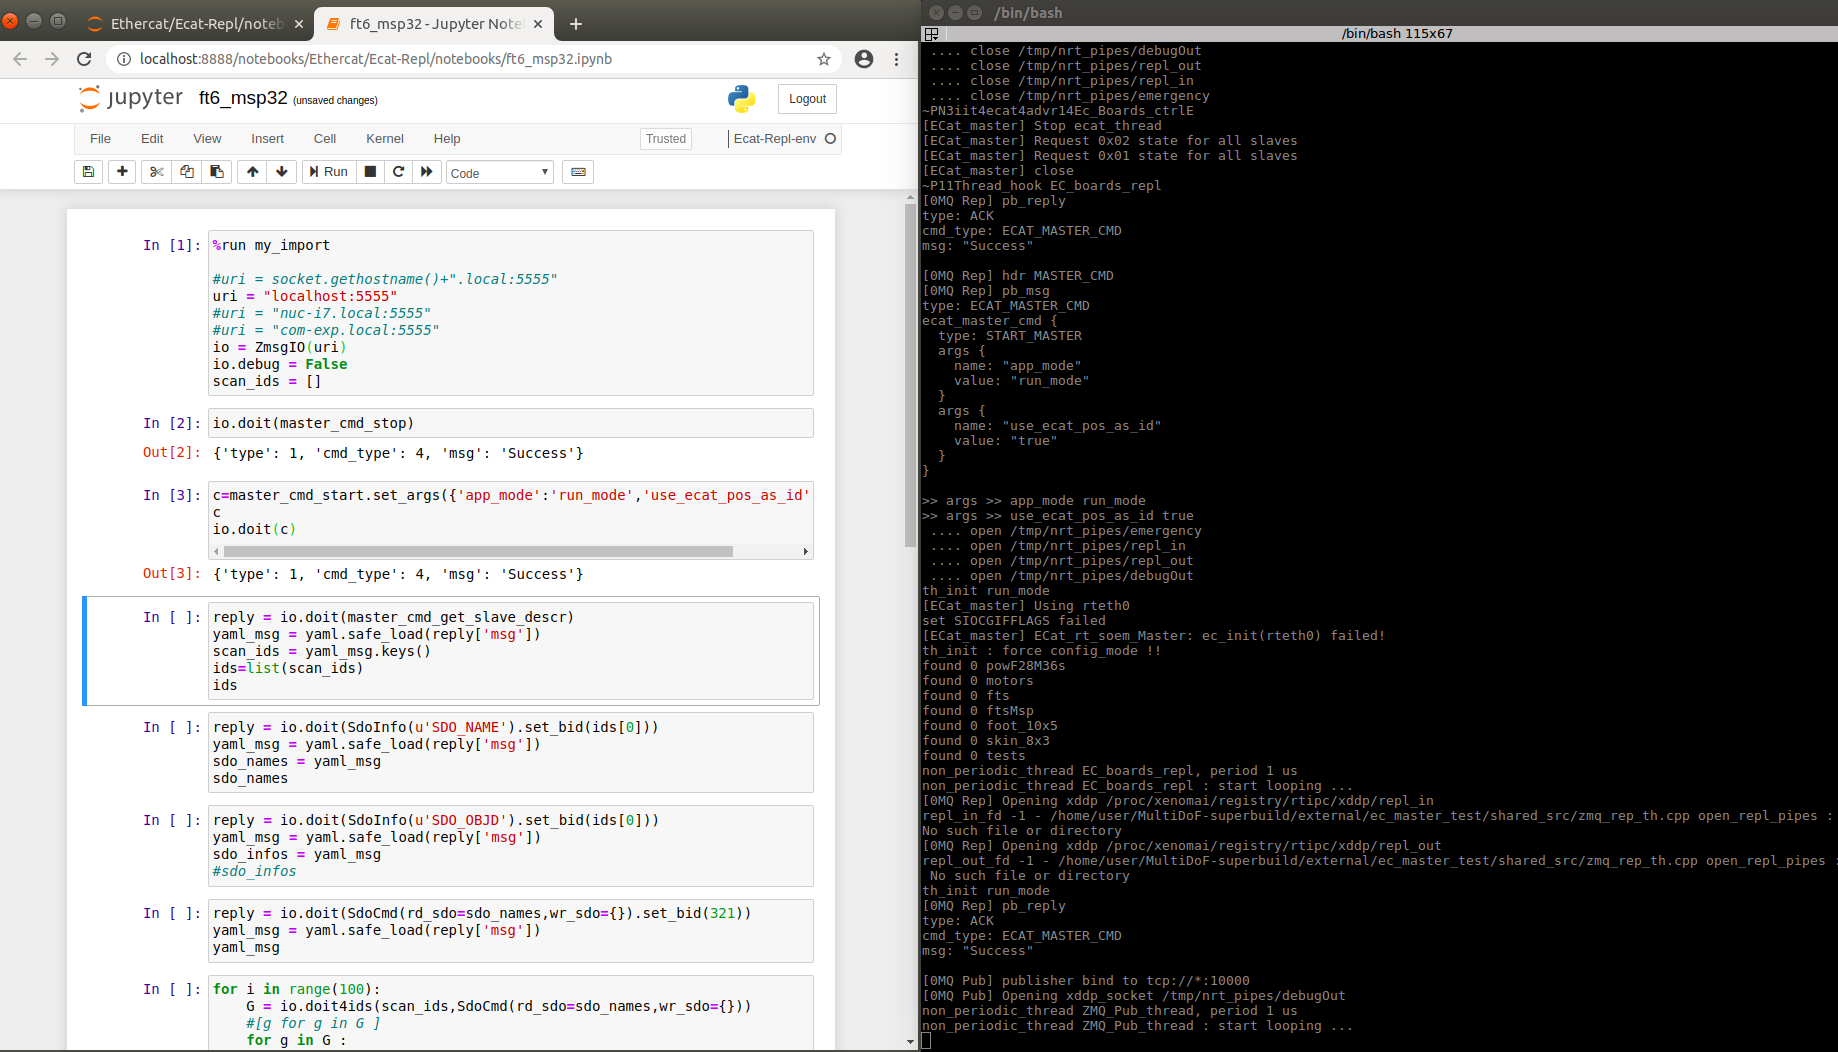 Ethercat/Ecat-Repl/noteb
ft6_msp32 - Jupyter Note
localhost:8888/notebooks/Ethercat/Ecat-Repl/notebooks/ft6_msp32.ipynb
jupyter ft6_msp32 (unsaved changes)
Logout
File Edit View Insert Cell Kernel Help
Trusted
Ecat-Repl-env
Run
Code
In [1]: %run my_import
#uri = socket.gethostname()+".local:5555"
uri = "localhost:5555"
#uri = "nuc-i7.local:5555"
#uri = "com-exp.local:5555"
io = ZmsgIO(uri)
io.debug = False
scan_ids = []
In [2]: io.doit(master_cmd_stop)
Out[2]: {'type': 1, 'cmd_type': 4, 'msg': 'Success'}
In [3]: c=master_cmd_start.set_args({'app_mode':'run_mode','use_ecat_pos_as_id'
c
io.doit(c)
Out[3]: {'type': 1, 'cmd_type': 4, 'msg': 'Success'}
In [ ]: reply = io.doit(master_cmd_get_slave_descr)
yaml_msg = yaml.safe_load(reply['msg'])
scan_ids = yaml_msg.keys()
ids=list(scan_ids)
ids
In [ ]: reply = io.doit(SdoInfo(u'SDO_NAME').set_bid(ids[0]))
yaml_msg = yaml.safe_load(reply['msg'])
sdo_names = yaml_msg
sdo_names
In [ ]: reply = io.doit(SdoInfo(u'SDO_OBJD').set_bid(ids[0]))
yaml_msg = yaml.safe_load(reply['msg'])
sdo_infos = yaml_msg
#sdo_infos
In [ ]: reply = io.doit(SdoCmd(rd_sdo=sdo_names,wr_sdo={}).set_bid(321))
yaml_msg = yaml.safe_load(reply['msg'])
yaml_msg
In [ ]: for i in range(100):
G = io.doit4ids(scan_ids,SdoCmd(rd_sdo=sdo_names,wr_sdo={}))
#[g for g in G ]
for g in G :
/bin/bash
/bin/bash 115x67
.... close /tmp/nrt_pipes/debugOut
.... close /tmp/nrt_pipes/repl_out
.... close /tmp/nrt_pipes/repl_in
.... close /tmp/nrt_pipes/emergency
~PN3iit4ecat4advr14Ec_Boards_ctrlE
[ECat_master] Stop ecat_thread
[ECat_master] Request 0x02 state for all slaves
[ECat_master] Request 0x01 state for all slaves
[ECat_master] close
~P11Thread_hook EC_boards_repl
[0MQ Rep] pb_reply
type: ACK
cmd_type: ECAT_MASTER_CMD
msg: "Success"
[0MQ Rep] hdr MASTER_CMD
[0MQ Rep] pb_msg
type: ECAT_MASTER_CMD
ecat_master_cmd {
type: START_MASTER
args {
name: "app_mode"
value: "run_mode"
}
args {
name: "use_ecat_pos_as_id"
value: "true"
}
}
>> args >> app_mode run_mode
>> args >> use_ecat_pos_as_id true
.... open /tmp/nrt_pipes/emergency
.... open /tmp/nrt_pipes/repl_in
.... open /tmp/nrt_pipes/repl_out
.... open /tmp/nrt_pipes/debugOut
th_init run_mode
[ECat_master] Using rteth0
set SIOCGIFFLAGS failed
[ECat_master] ECat_rt_soem_Master: ec_init(rteth0) failed!
th_init : force config_mode !!
found 0 powF28M36s
found 0 motors
found 0 fts
found 0 ftsMsp
found 0 foot_10x5
found 0 skin_8x3
found 0 tests
non_periodic_thread EC_boards_repl, period 1 us
non_periodic_thread EC_boards_repl : start looping ...
[0MQ Rep] Opening xddp /proc/xenomai/registry/rtipc/xddp/repl_in
repl_in_fd -1 - /home/user/MultiDoF-superbuild/external/ec_master_test/shared_src/zmq_rep_th.cpp open_repl_pipes :
No such file or directory
[0MQ Rep] Opening xddp /proc/xenomai/registry/rtipc/xddp/repl_out
repl_out_fd -1 - /home/user/MultiDoF-superbuild/external/ec_master_test/shared_src/zmq_rep_th.cpp open_repl_pipes :
No such file or directory
th_init run_mode
[0MQ Rep] pb_reply
type: ACK
cmd_type: ECAT_MASTER_CMD
msg: "Success"
[0MQ Pub] publisher bind to tcp://*:10000
[0MQ Pub] Opening xddp_socket /tmp/nrt_pipes/debugOut
non_periodic_thread ZMQ_Pub_thread, period 1 us
non_periodic_thread ZMQ_Pub_thread : start looping ...